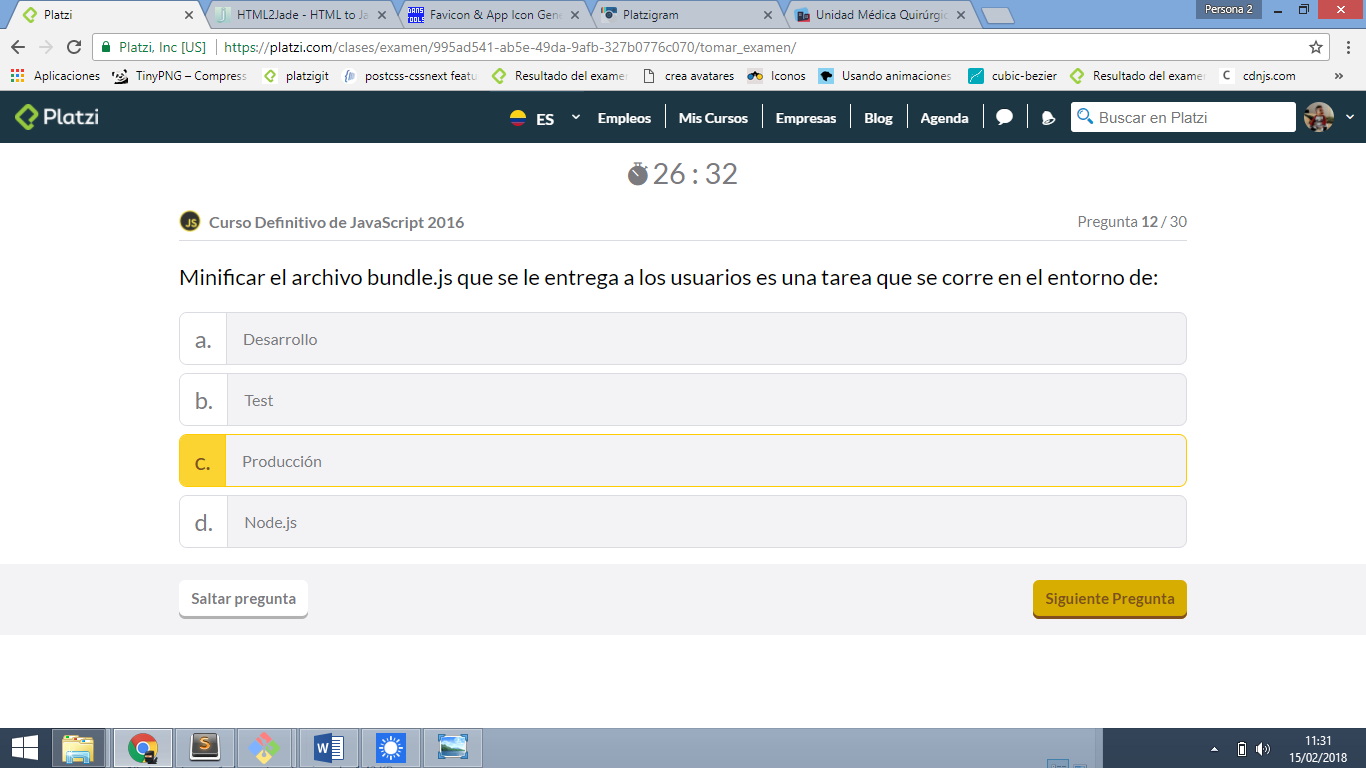 Platzi
HTML2Jade - HTML to Ja
Favicon & App Icon Gene
Platzigram
Unidad Médica Quirúrgic
Persona 2
Platzi, Inc [US] https://platzi.com/clases/examen/995ad541-ab5e-49da-9afb-327b0776c070/tomar_examen/
Aplicaciones
TinyPNG – Compress
platzigit
postcss-cssnext featu
Resultado del examen
crea avatares
Iconos
Usando animaciones
cubic-bezier
Resultado del examen
cdnjs.com
»
Platzi
ES
Empleos
Mis Cursos
Empresas
Blog
Agenda
Buscar en Platzi
26 : 32
JS Curso Definitivo de JavaScript 2016
Pregunta 12 / 30
Minificar el archivo bundle.js que se le entrega a los usuarios es una tarea que se corre en el entorno de:
a. Desarrollo
b. Test
c. Producción
d. Node.js
Saltar pregunta
Siguiente Pregunta
11:31
15/02/2018